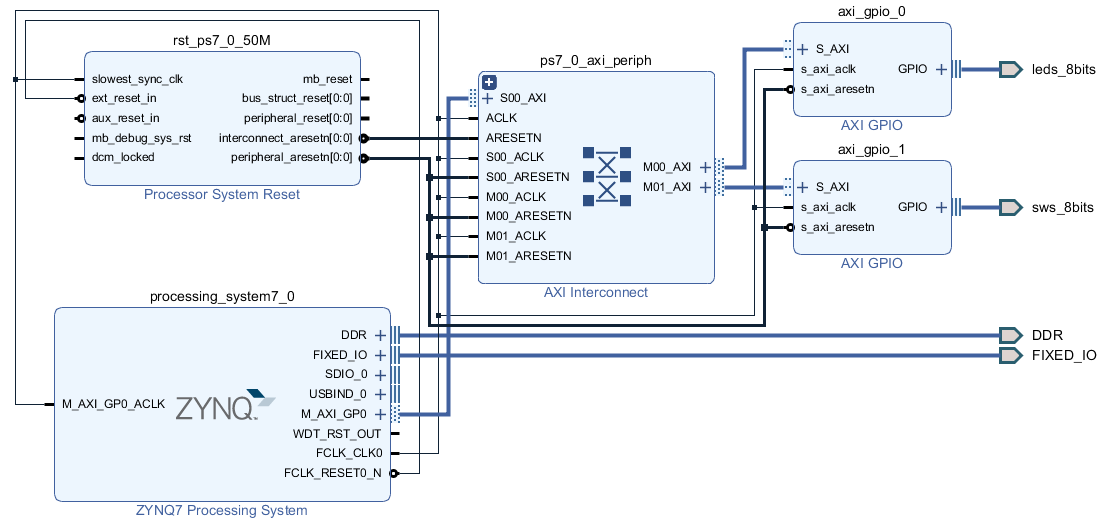 rst_ps7_0_50M
slowest_sync_clk
ext_reset_in
aux_reset_in
mb_debug_sys_rst
dcm_locked
mb_reset
bus_struct_reset[0:0]
peripheral_reset[0:0]
interconnect_aresetn[0:0]
peripheral_aresetn[0:0]
Processor System Reset
ps7_0_axi_periph
S00_AXI
ACLK
ARESETN
S00_ACLK
S00_ARESETN
M00_ACLK
M00_ARESETN
M01_ACLK
M01_ARESETN
M00_AXI
M01_AXI
AXI Interconnect
axi_gpio_0
S_AXI
s_axi_aclk
s_axi_aresetn
GPIO
AXI GPIO
leds_8bits
axi_gpio_1
S_AXI
s_axi_aclk
s_axi_aresetn
GPIO
AXI GPIO
sws_8bits
processing_system7_0
M_AXI_GP0_ACLK
ZYNQ
DDR
FIXED_IO
SDIO_0
USBIND_0
M_AXI_GP0
WDT_RST_OUT
FCLK_CLK0
FCLK_RESET0_N
ZYNQ7 Processing System
DDR
FIXED_IO